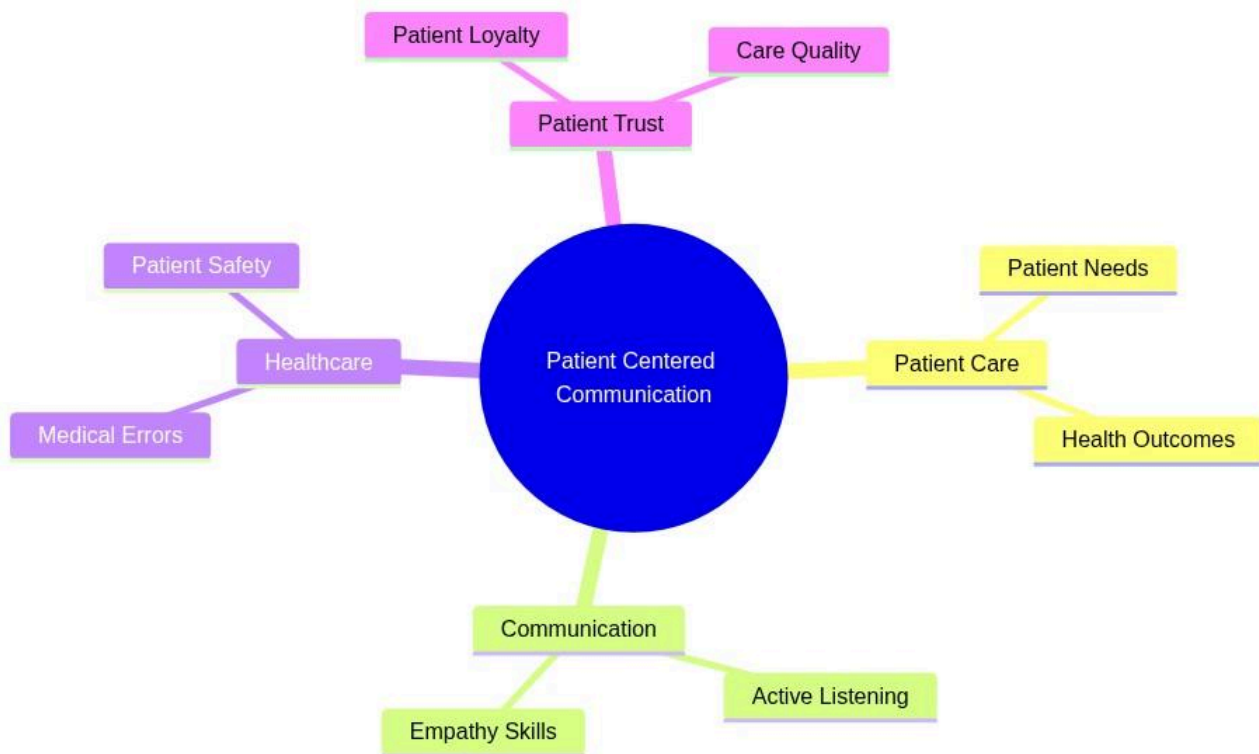 Patient Loyalty
Care Quality
Patient Trust
Patient Safety
Patient Needs
Healthcare
Patient Centered
Communication
Patient Care
Medical Errors
Health Outcomes
Communication
Active Listening
Empathy Skills